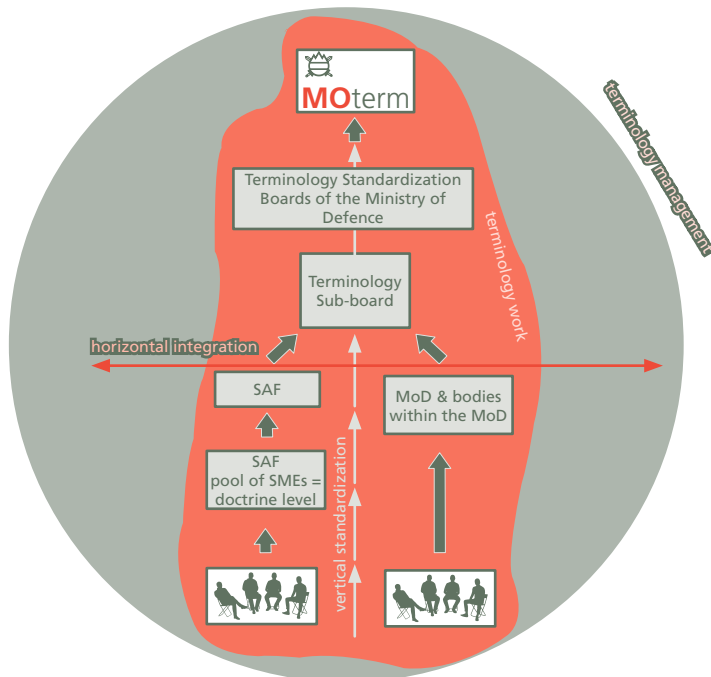 MOterm
terminology management
Terminology Standardization
Boards of the Ministry of
Defence
terminology work
Terminology
Sub-board
horizontal integration
SAF
MoD & bodies
within the MoD
SAF
pool of SMEs =
doctrine level
vertical standardization